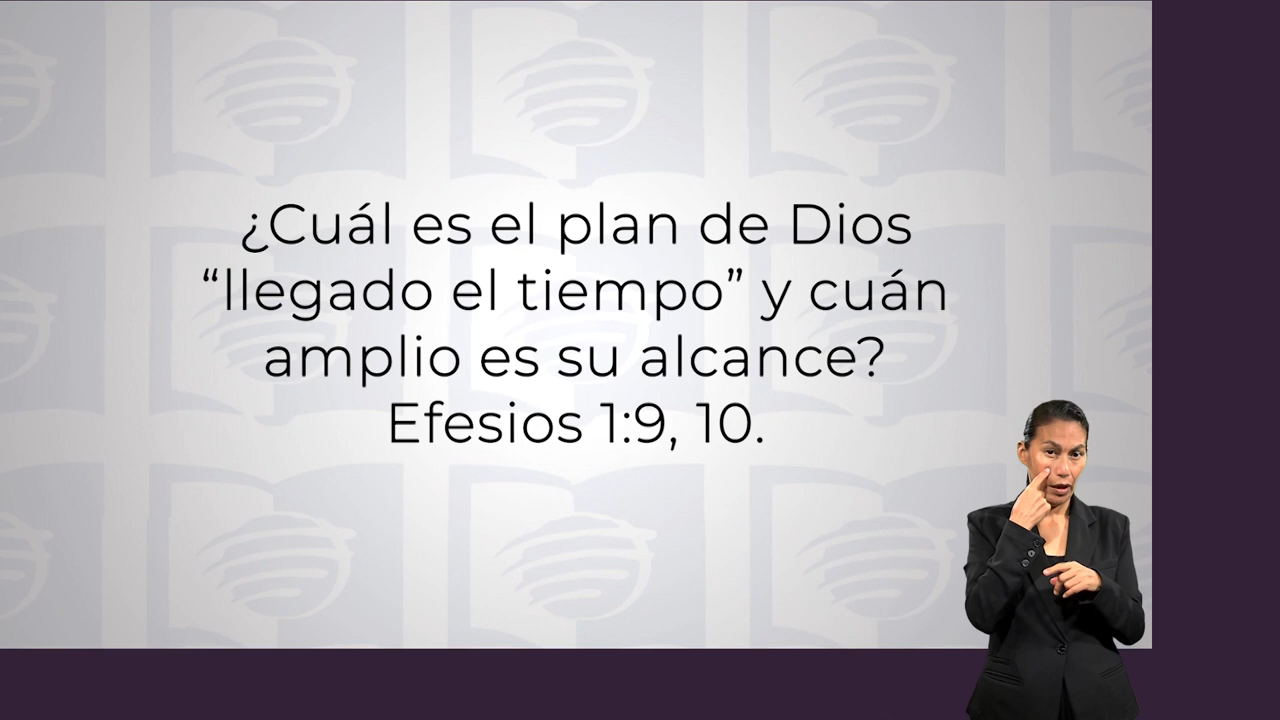 ¿Cuál es el plan de Dios
“llegado el tiempo” y cuán
amplio es su alcance?
Efesios 1:9, 10.